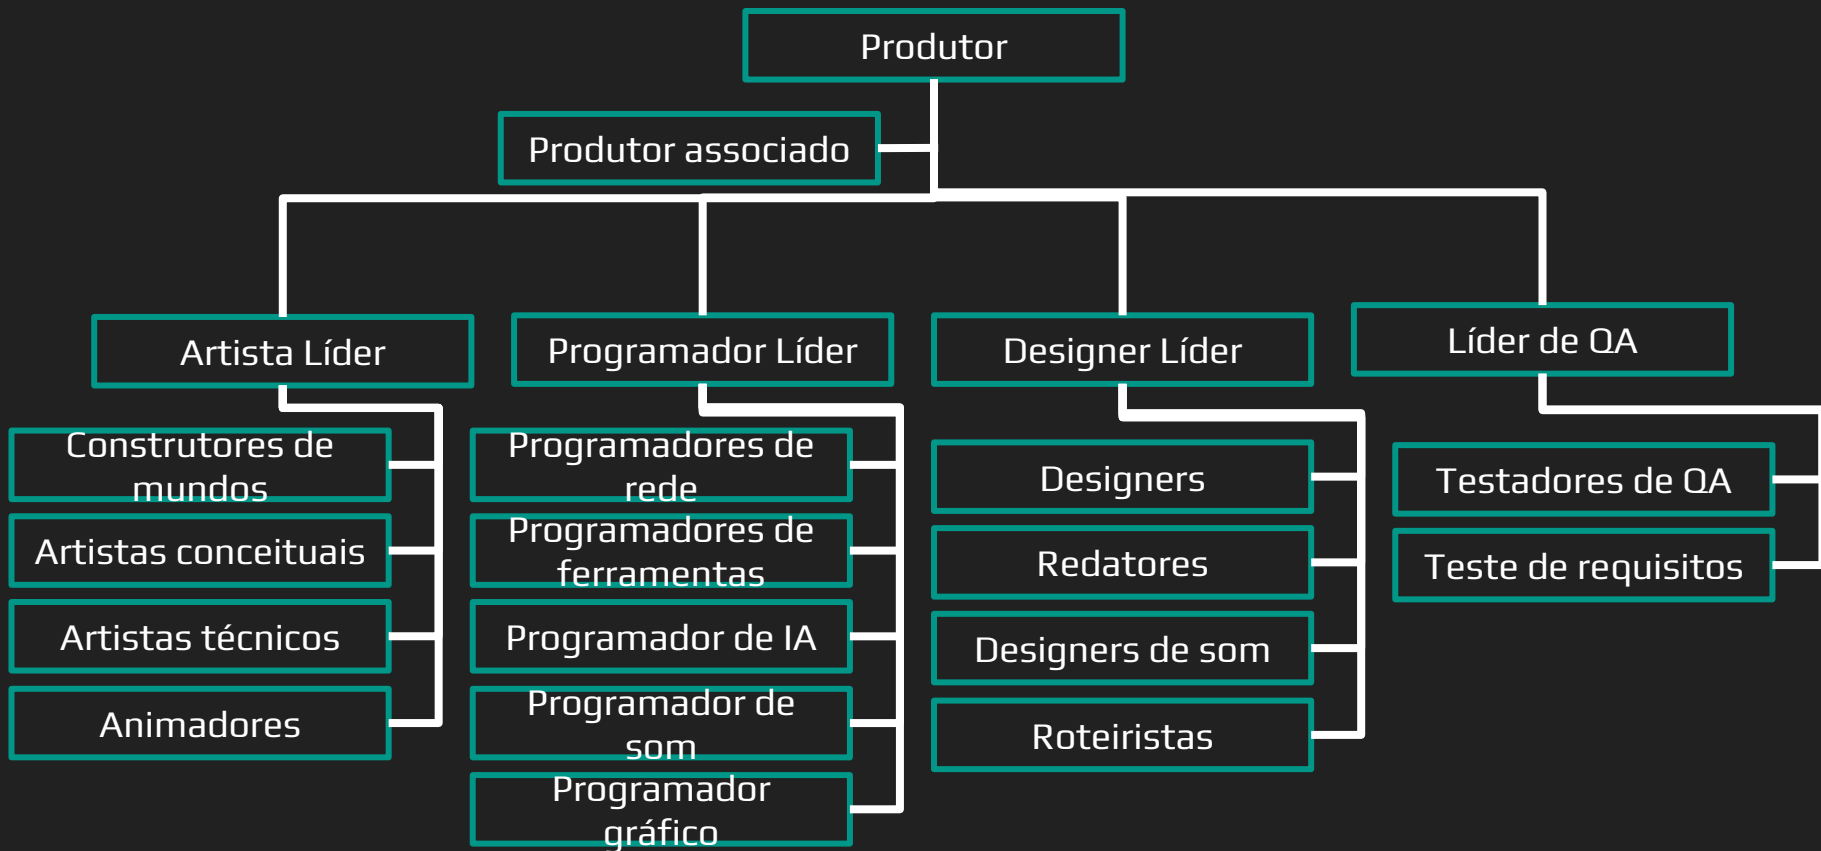 Produtor
Produtor associado
Artista Líder
Programador Líder
Designer Líder
Líder de QA
Construtores de
mundos
Artistas conceituais
Artistas técnicos
Animadores
Programadores de
rede
Programadores de
ferramentas
Programador de IA
Programador de
som
Programador
gráfico
Designers
Redatores
Designers de som
Roteiristas
Testadores de QA
Teste de requisitos